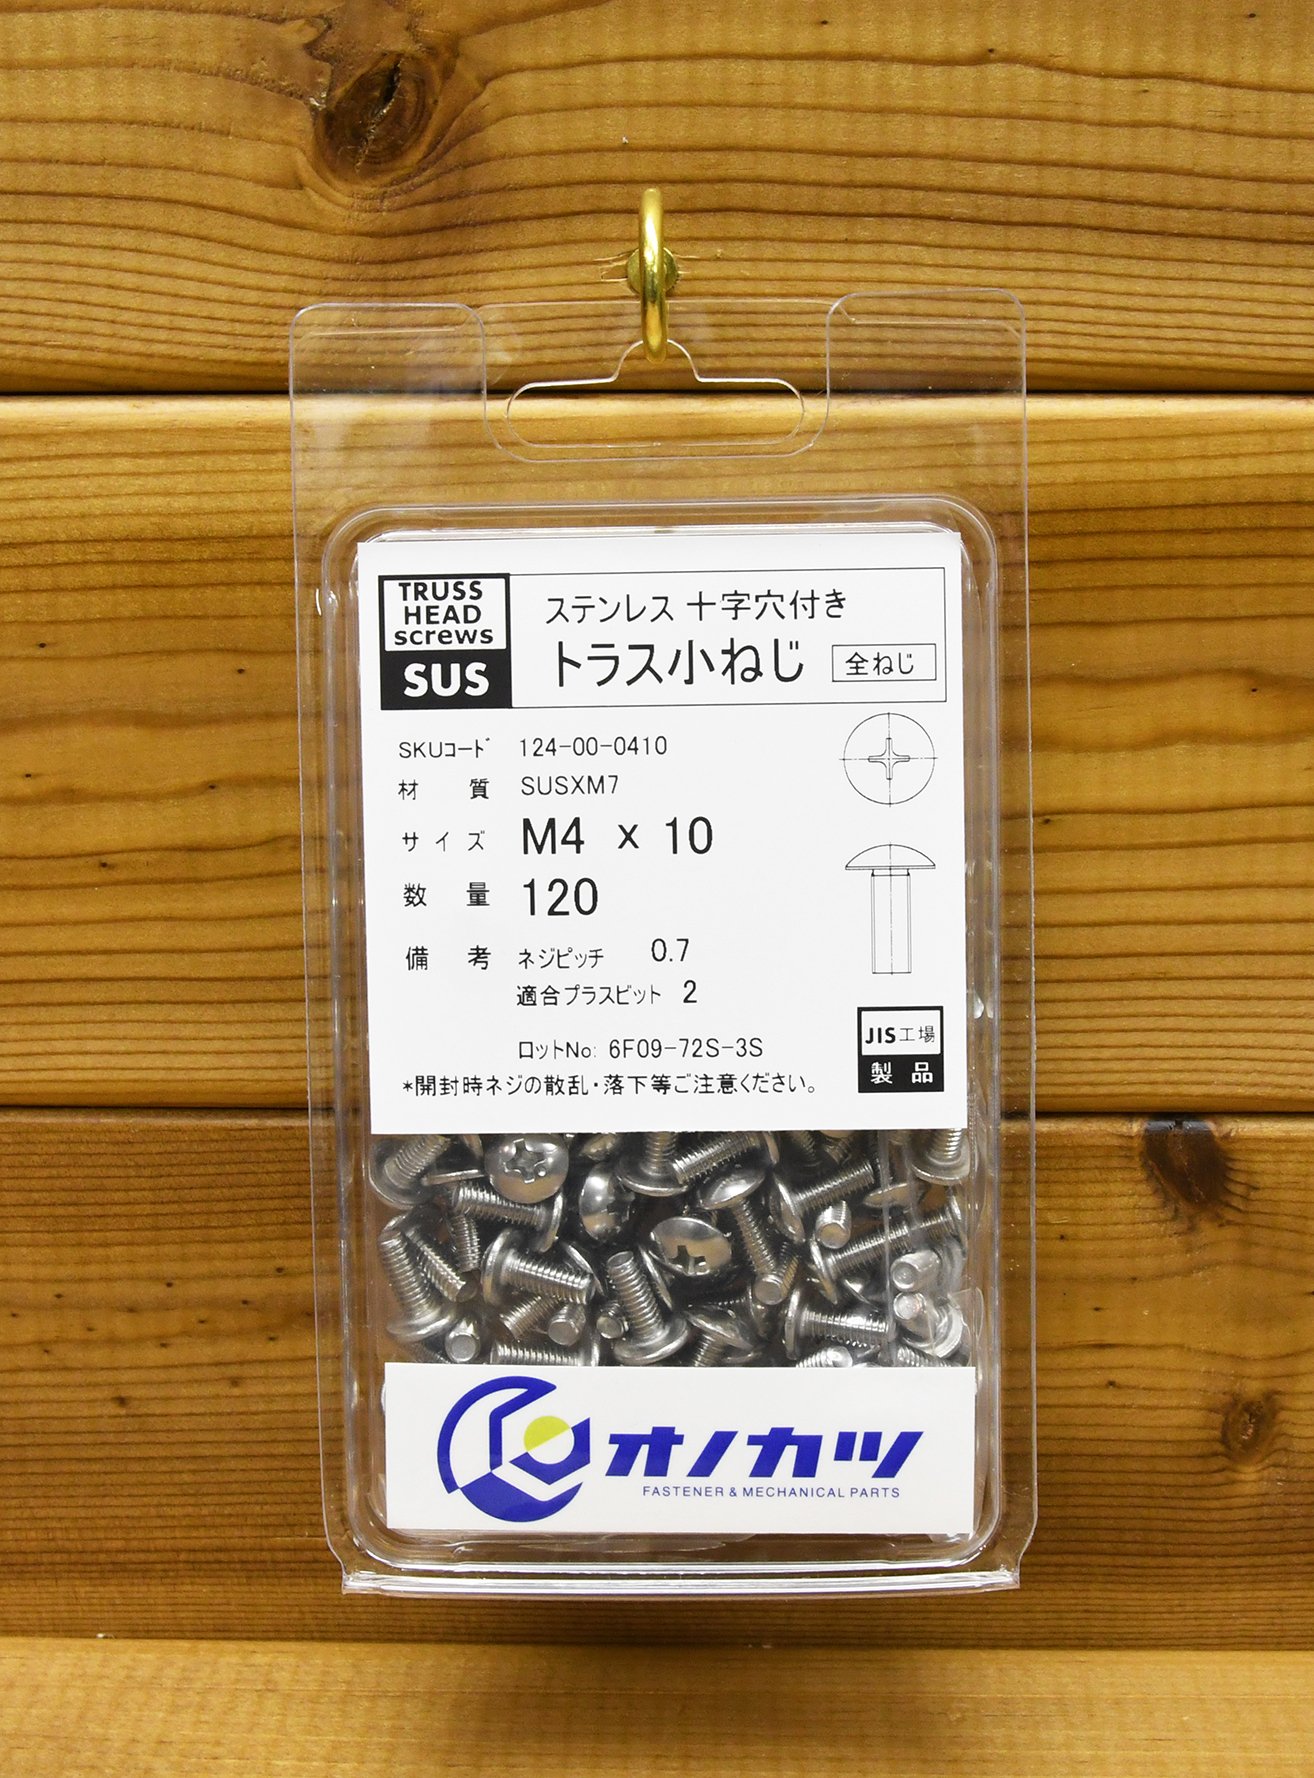 TRUSS
HEAD
screws
SUS
ステンレス 十字穴付き
トラス小ねじ 全ねじ
SKUコード 124-00-0410
材 質 SUSXM7
サイズ M4 x 10
数 量 120
備 考 ネジピッチ 0.7
適合プラスビット 2
ロットNo: 6F09-72S-3S
*開封時ネジの散乱・落下等ご注意ください。
JIS工場
製 品
オノカツ
FASTENER & MECHANICAL PARTS